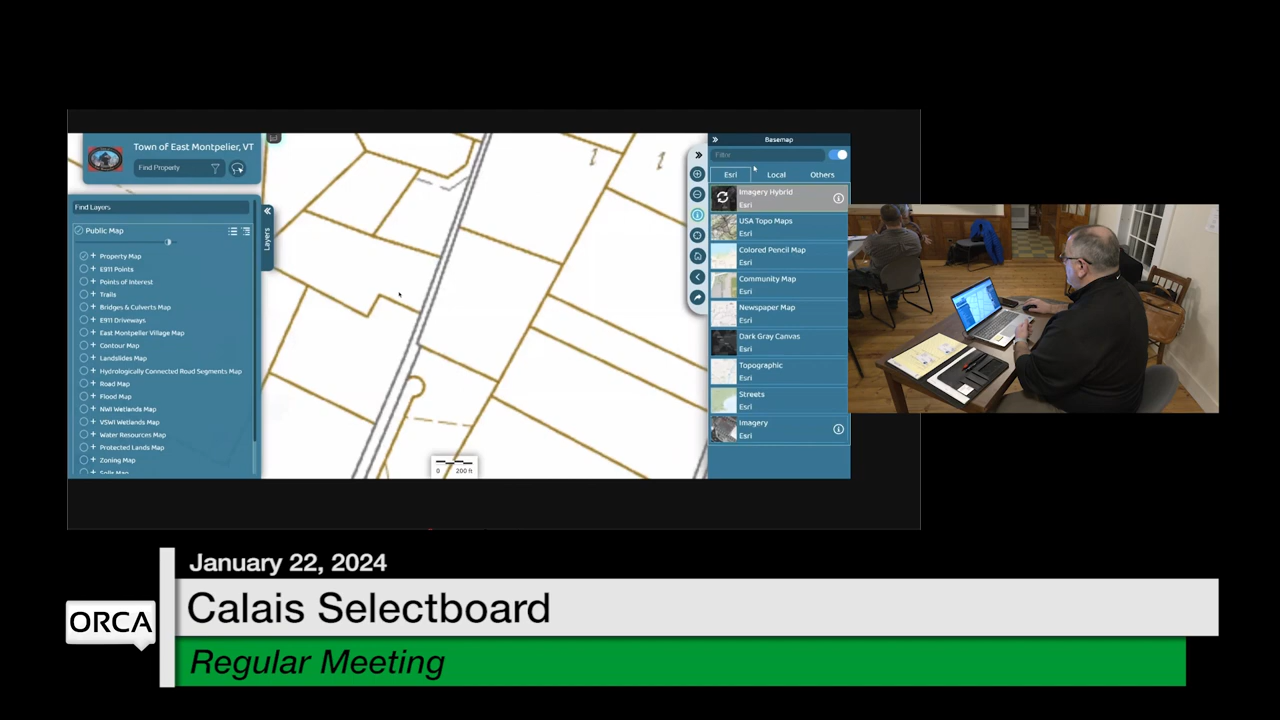 Town of East Montpelier, VT
Find Property
Find Layers
Public Map
Property Map
E911 Points
Points of Interest
Trails
Bridges & Culverts Map
E911 Driveways
East Montpelier Village Map
Contour Map
Landslides Map
Hydrologically Connected Road Segments Map
Road Map
Flood Map
NWI Wetlands Map
VSWI Wetlands Map
Water Resources Map
Protected Lands Map
Zoning Map
Soils Map
Layers
0 200 ft
Basemap
Filter
Esri Local Others
Imagery Hybrid
Esri
USA Topo Maps
Esri
Colored Pencil Map
Esri
Community Map
Esri
Newspaper Map
Esri
Dark Gray Canvas
Esri
Topographic
Esri
Streets
Esri
Imagery
Esri
January 22, 2024
ORCA
Calais Selectboard
Regular Meeting